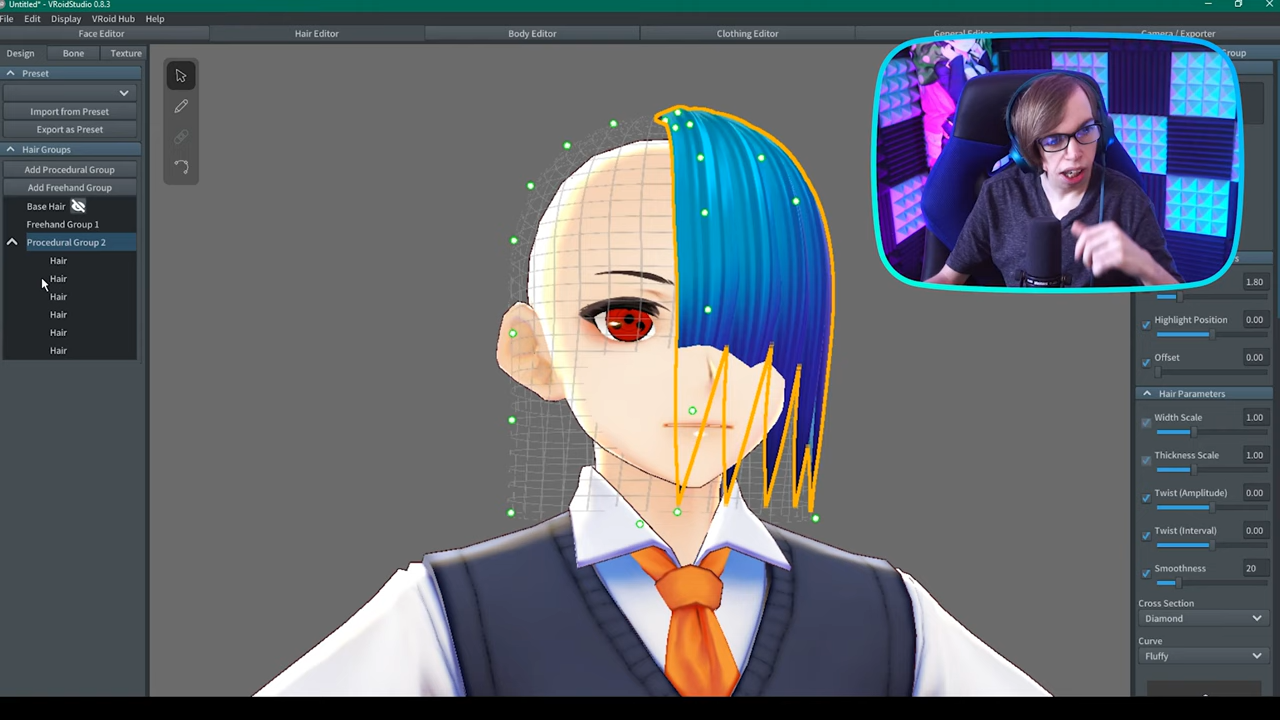 Untitled* - VRoidStudio 0.8.3
File Edit Display VRoid Hub Help
Face Editor Hair Editor Body Editor Clothing Editor
Design Bone Texture
Preset
Import from Preset
Export as Preset
Hair Groups
Add Procedural Group
Add Freehand Group
Base Hair
Freehand Group 1
Procedural Group 2
Hair
Hair
Hair
Hair
Hair
Hair
Group
1.80
Highlight Position 0.00
Offset 0.00
Hair Parameters
Width Scale 1.00
Thickness Scale 1.00
Twist (Amplitude) 0.00
Twist (Interval) 0.00
Smoothness 20
Cross Section
Diamond
Curve
Fluffy